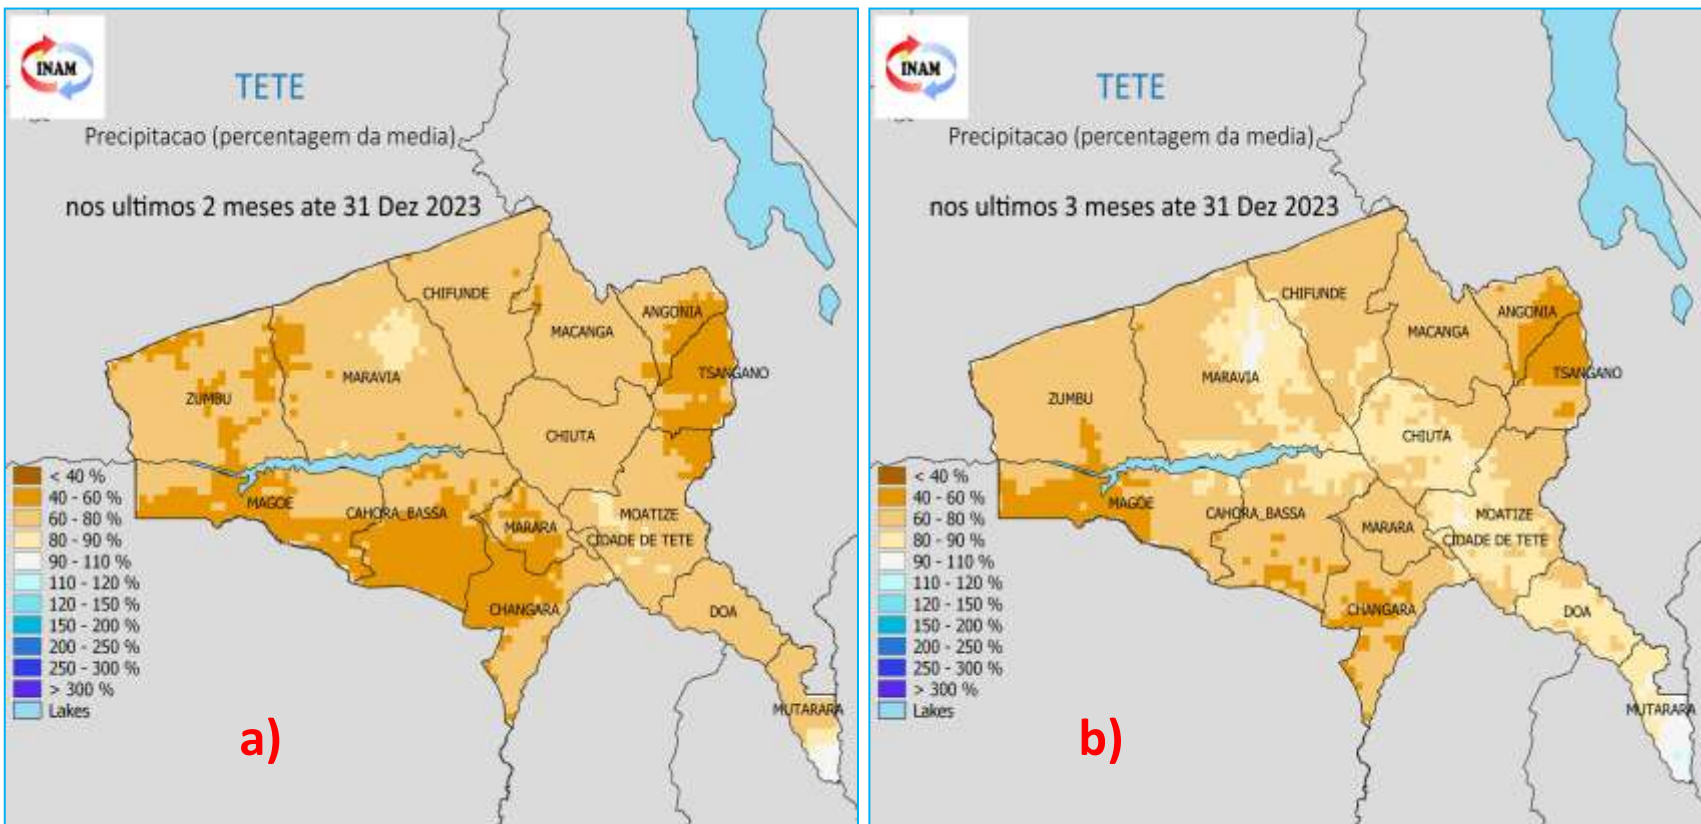 INAM
TETE
Precipitacao (percentagem da media)
nos ultimos 2 meses ate 31 Dez 2023
CHIFUNDE
ANGONIA
MACANGA
TSANGANO
MARAVIA
ZUMBU
CHIUTA
MAGOE
CAHORA_BASSA
MARARA
MOATIZE
CIDADE DE TETE
CHANGARA
DOA
MUTARARA
< 40 %
40 - 60 %
60 - 80 %
80 - 90 %
90 - 110 %
110 - 120 %
120 - 150 %
150 - 200 %
200 - 250 %
250 - 300 %
> 300 %
Lakes
a)
INAM
TETE
Precipitacao (percentagem da media)
nos ultimos 3 meses ate 31 Dez 2023
CHIFUNDE
ANGONIA
MACANGA
TSANGANO
MARAVIA
ZUMBU
CHIUTA
MAGOE
CAHORA_BASSA
MARARA
MOATIZE
CIDADE DE TETE
CHANGARA
DOA
MUTARARA
< 40 %
40 - 60 %
60 - 80 %
80 - 90 %
90 - 110 %
110 - 120 %
120 - 150 %
150 - 200 %
200 - 250 %
250 - 300 %
> 300 %
Lakes
b)